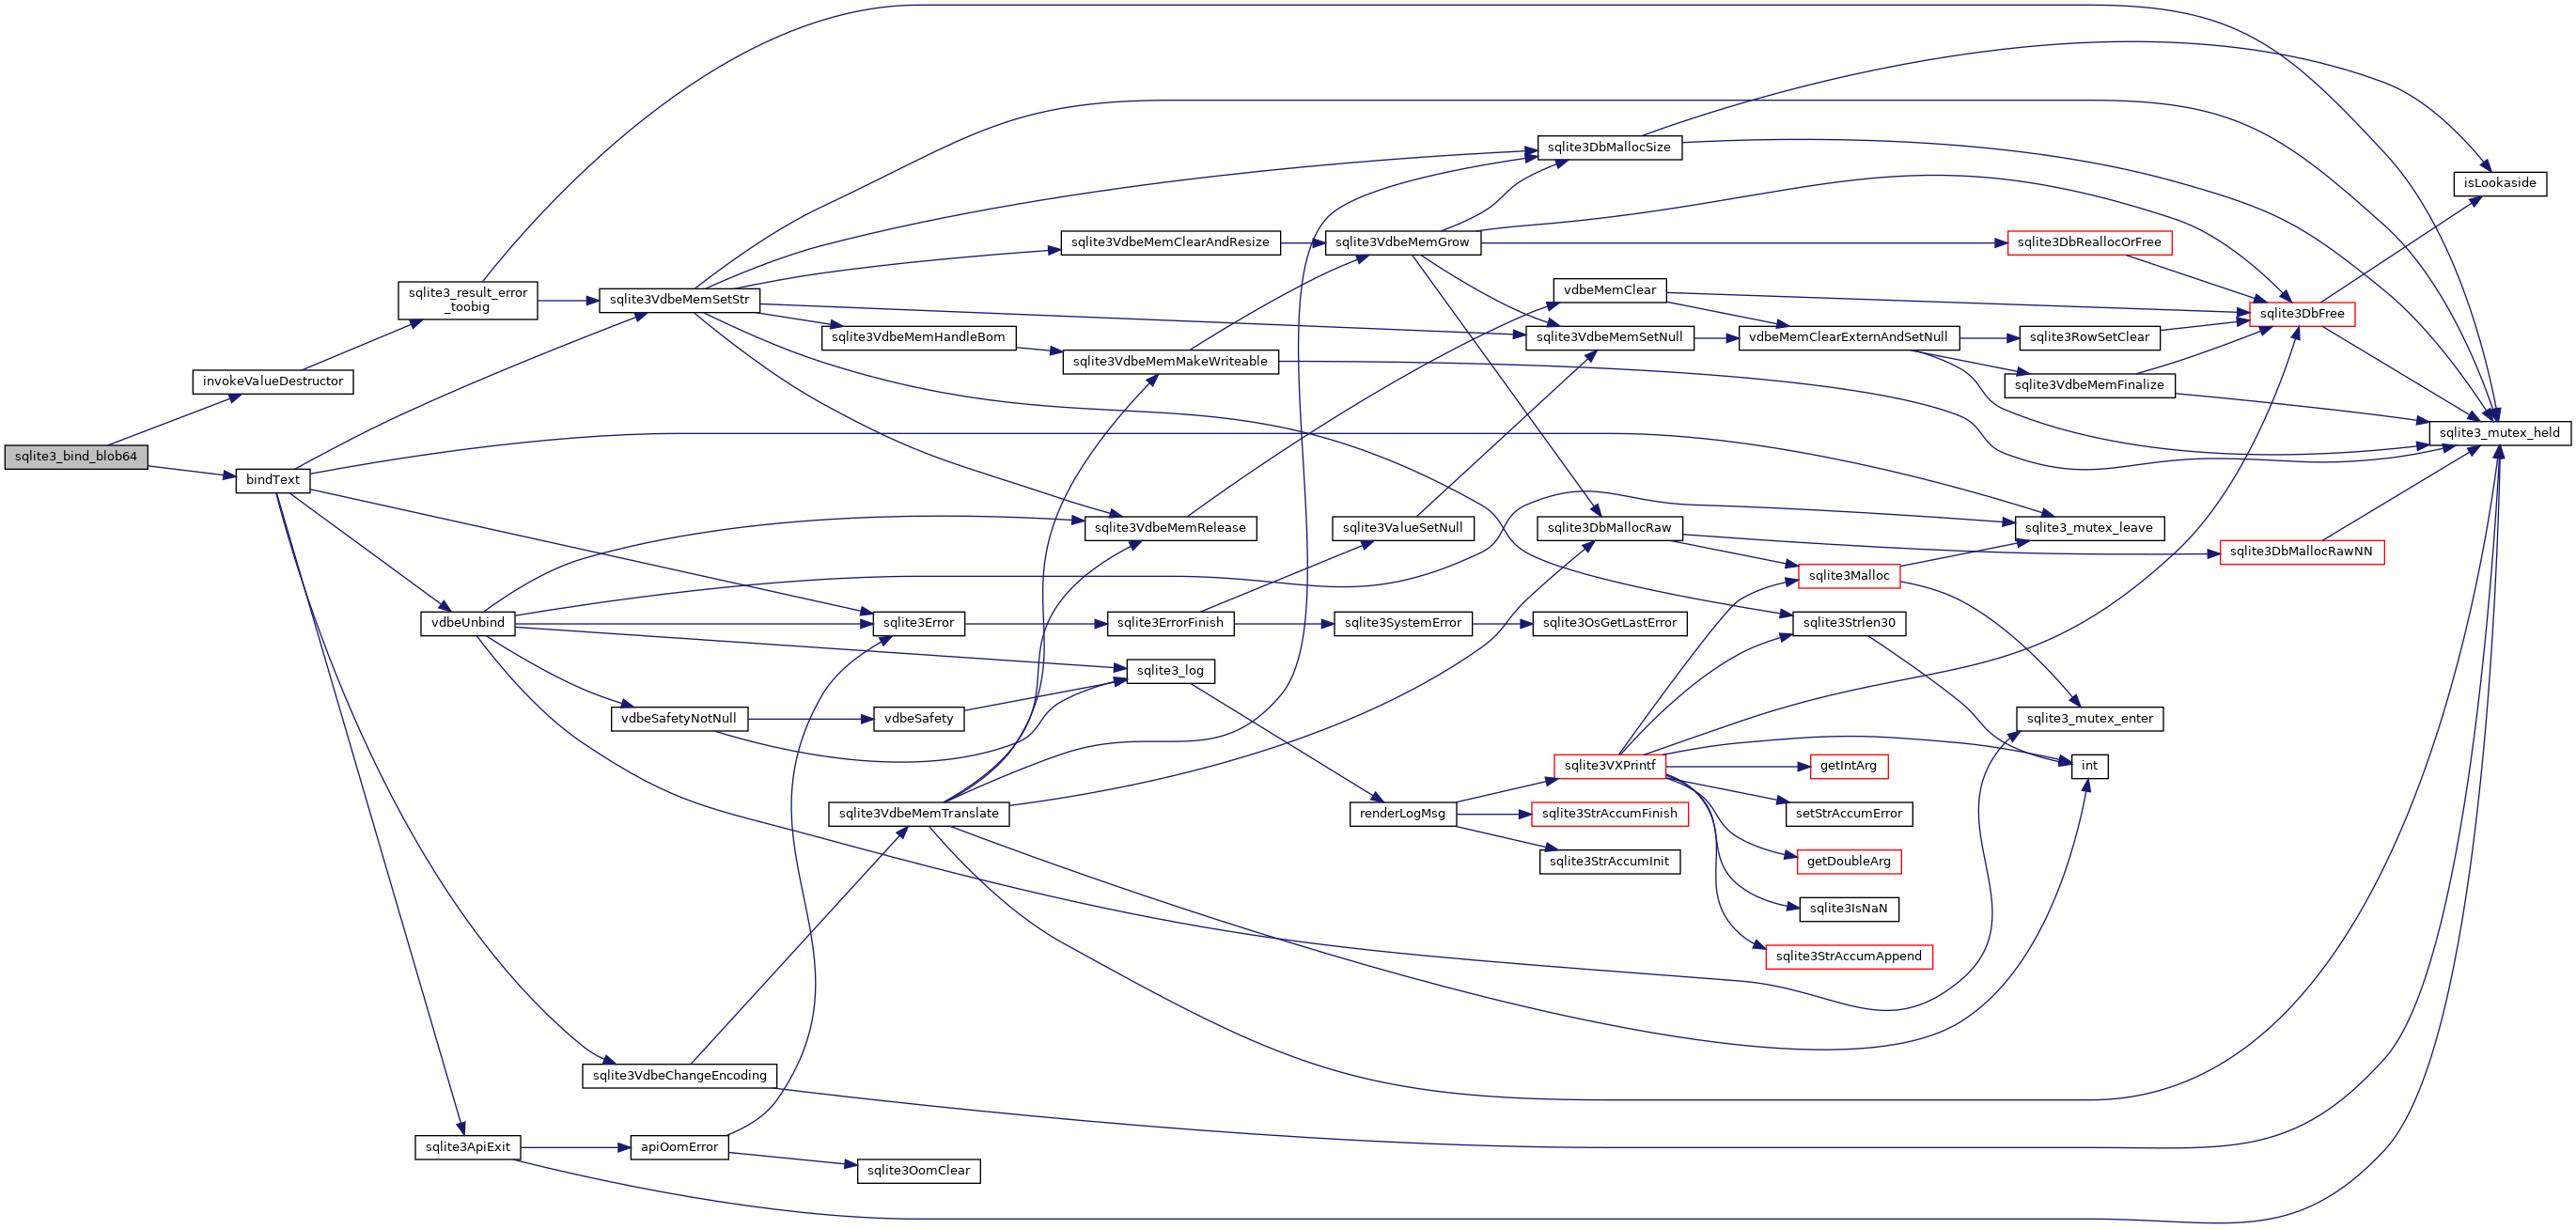 sqlite3_bind_blob64
invokeValueDestructor
bindText
sqlite3_result_error
_toobig
vdbeUnbind
sqlite3ApiExit
sqlite3VdbeMemSetStr
vdbeSafetyNotNull
sqlite3VdbeChangeEncoding
apiOomError
sqlite3VdbeMemHandleBom
sqlite3Error
vdbeSafety
sqlite3VdbeMemTranslate
sqlite3OomClear
sqlite3VdbeMemClearAndResize
sqlite3VdbeMemMakeWriteable
sqlite3VdbeMemRelease
sqlite3ErrorFinish
sqlite3_log
sqlite3VdbeMemGrow
sqlite3ValueSetNull
sqlite3SystemError
renderLogMsg
sqlite3DbMallocSize
vdbeMemClear
sqlite3VdbeMemSetNull
sqlite3DbMallocRaw
sqlite3OsGetLastError
sqlite3VXPrintf
sqlite3StrAccumFinish
sqlite3StrAccumInit
vdbeMemClearExternAndSetNull
sqlite3Malloc
sqlite3Strlen30
getIntArg
setStrAccumError
getDoubleArg
sqlite3IsNaN
sqlite3StrAccumAppend
sqlite3DbReallocOrFree
sqlite3RowSetClear
sqlite3VdbeMemFinalize
sqlite3_mutex_leave
sqlite3_mutex_enter
int
sqlite3DbFree
sqlite3DbMallocRawNN
isLookaside
sqlite3_mutex_held